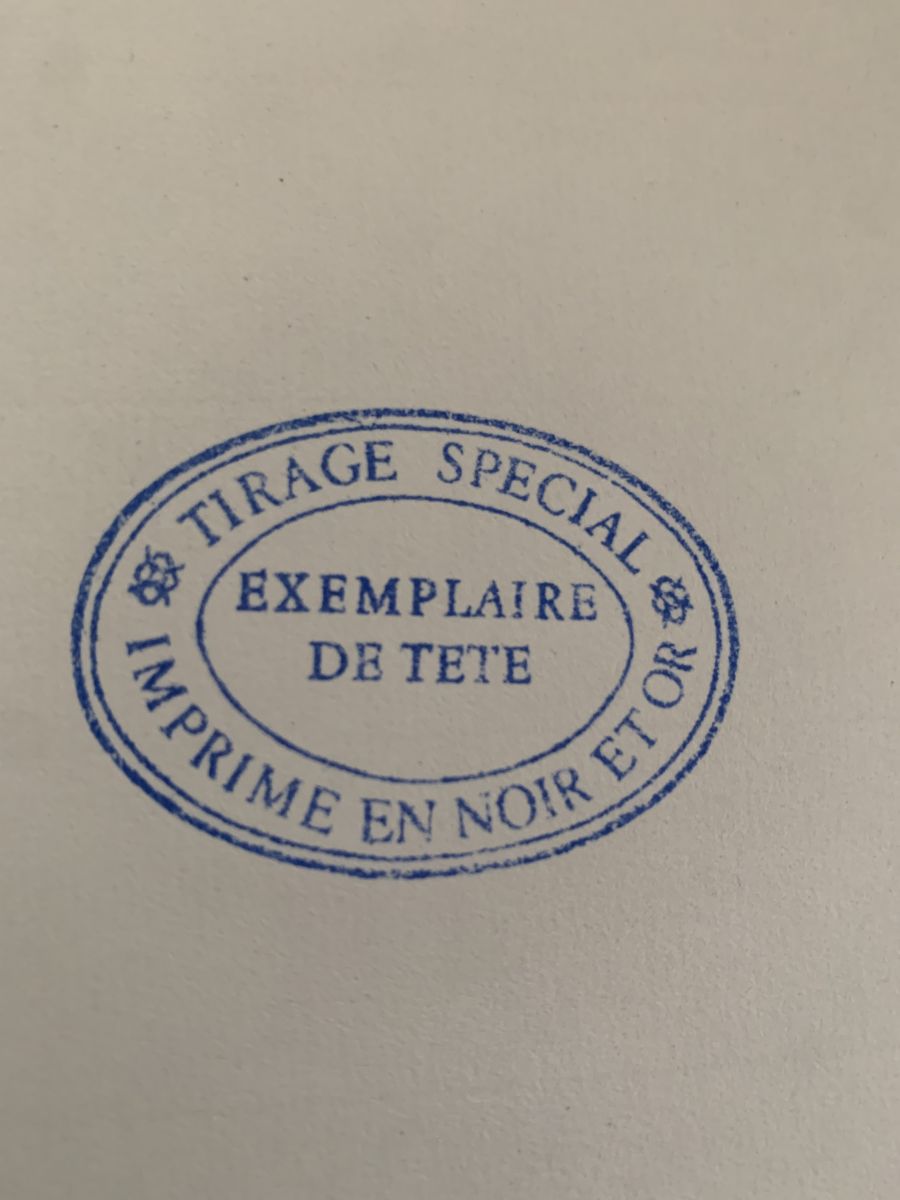 TIRAGE SPECIAL
EXEMPLAIRE
DE TETE
IMPRIME EN NOIR ET OR